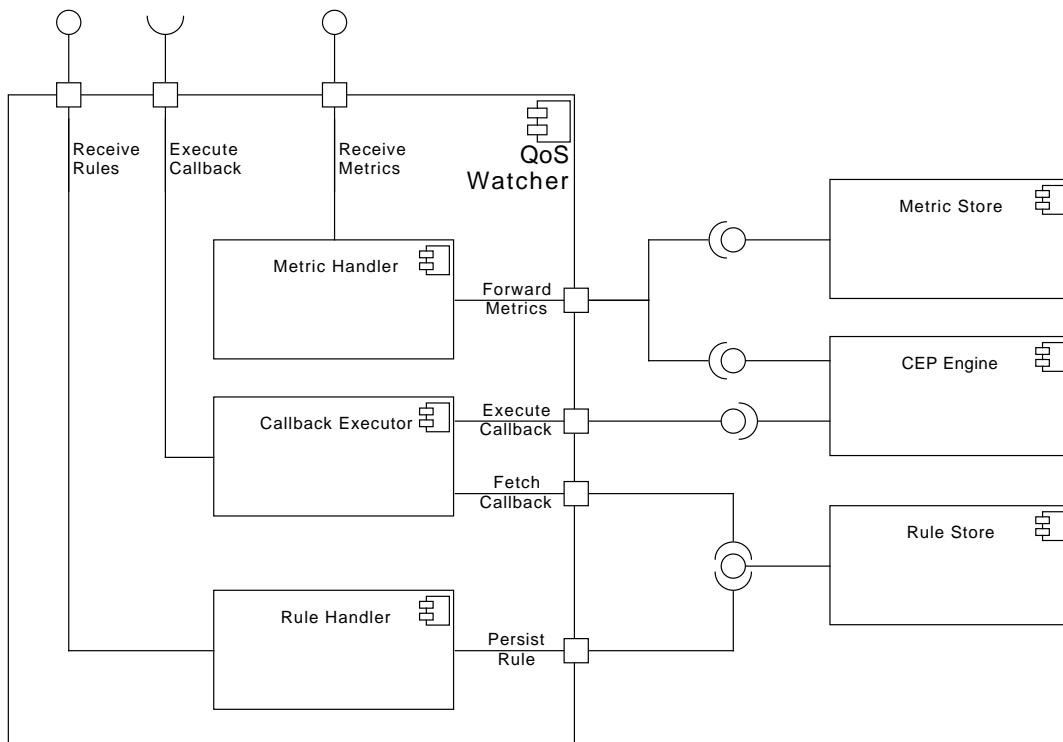 Receive
Rules
Execute
Callback
Receive
Metrics
QoS
Watcher
Metric Store
Metric Handler
Forward
Metrics
CEP Engine
Callback Executor
Execute
Callback
Fetch
Callback
Rule Store
Rule Handler
Persist
Rule